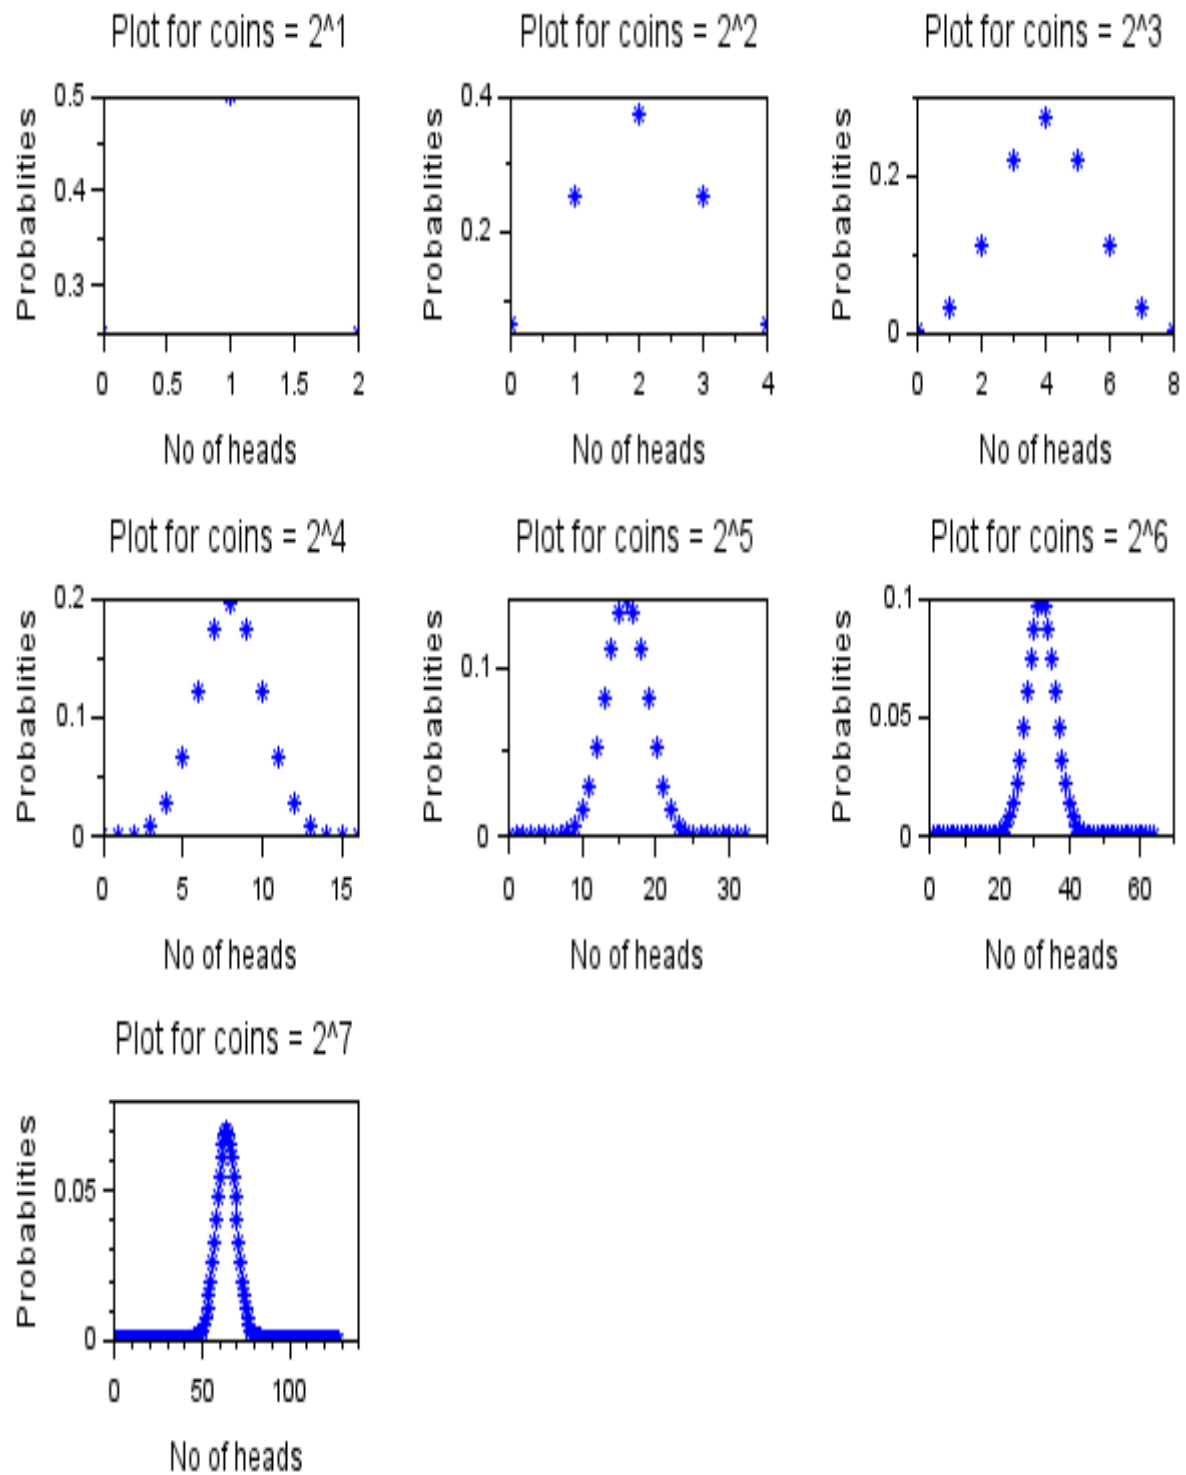 Plot for coins = 2^1
Plot for coins = 2^2
Plot for coins = 2^3
Probablities
0.5
0.4
0.3
0
0.5
1
1.5
2
No of heads
Probablities
0.4
0.2
0
1
2
3
4
No of heads
Probablities
0.2
0
0
2
4
6
8
No of heads
Plot for coins = 2^4
Plot for coins = 2^5
Plot for coins = 2^6
Probablities
0.2
0.1
0
0
5
10
15
No of heads
Probablities
0.1
0
0
10
20
30
No of heads
Probablities
0.1
0.05
0
0
20
40
60
No of heads
Plot for coins = 2^7
Probablities
0.05
0
0
50
100
No of heads